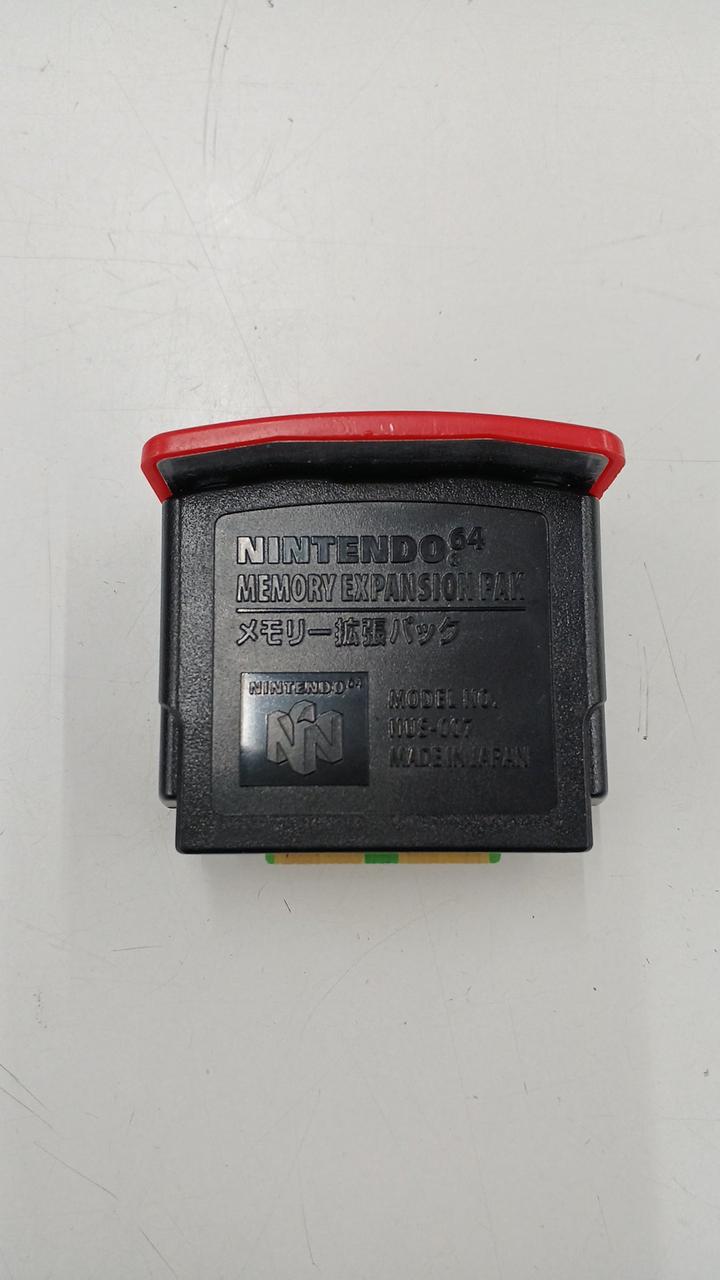 NINTENDO64
MEMORY EXPANSION PAK
メモリー拡張パック
NINTENDO64
MODEL NO.
NUS-007
MADE IN JAPAN